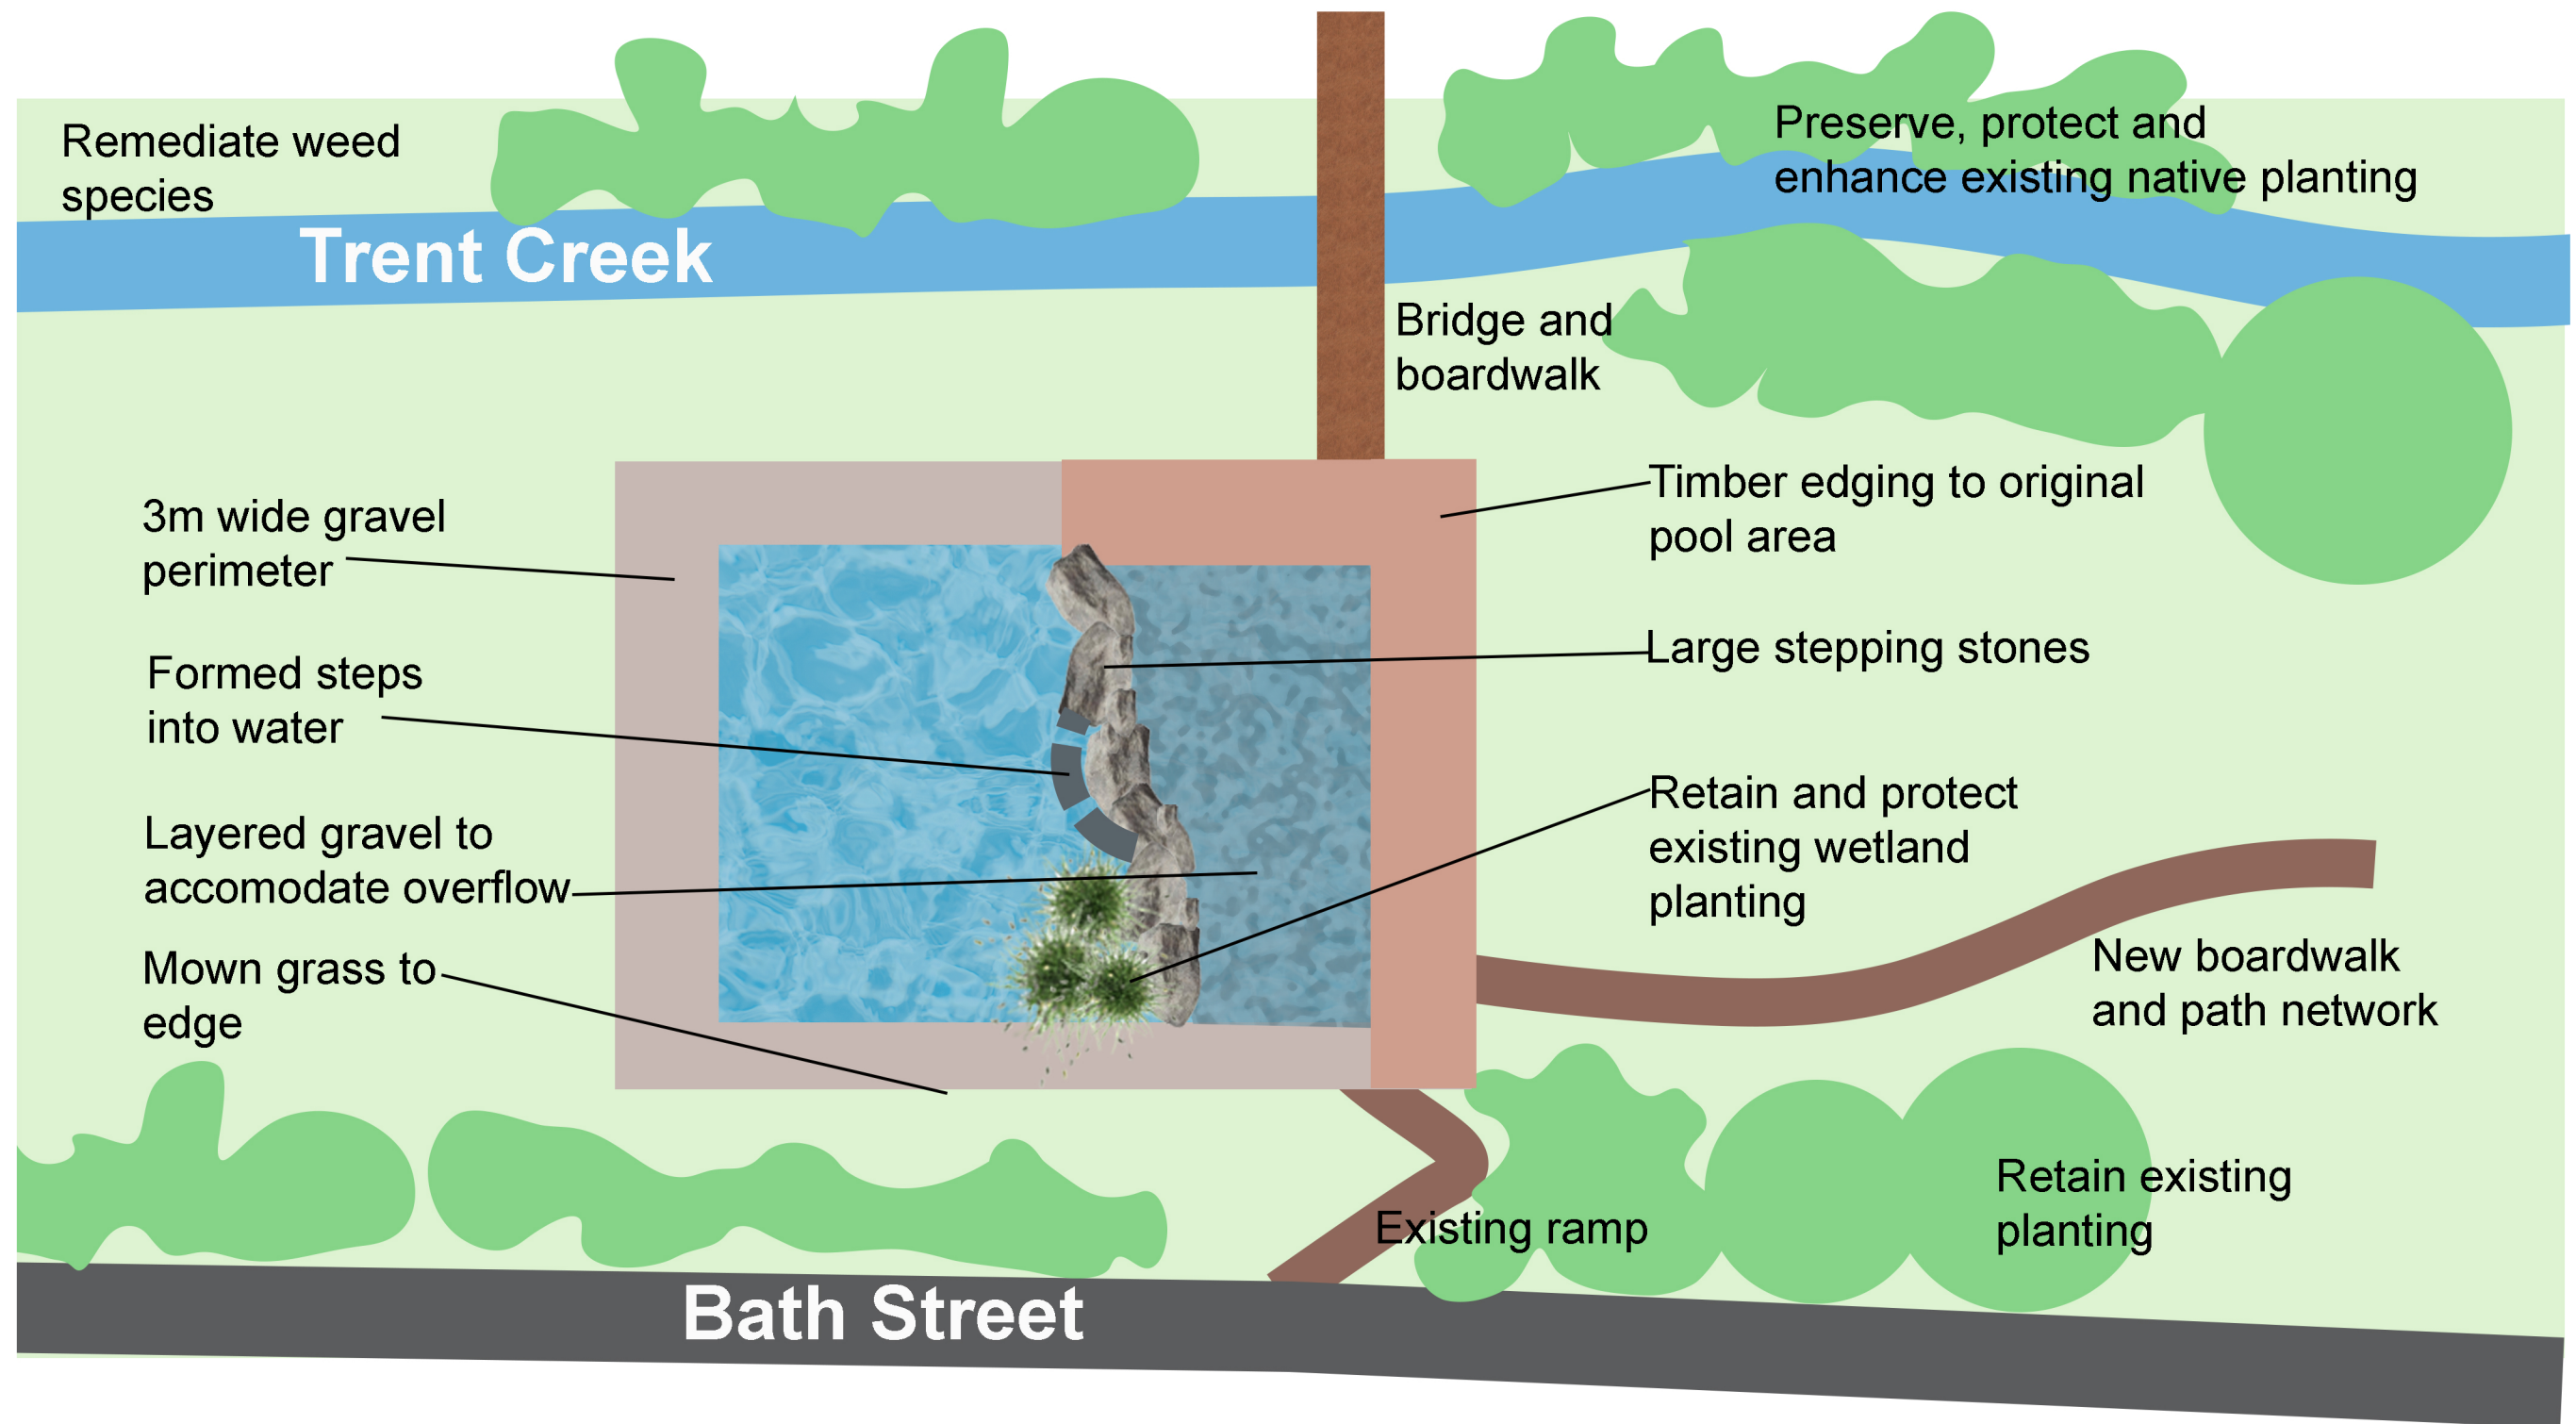 Remediate weed
species
Preserve, protect and
enhance existing native planting
Trent Creek
Bridge and
boardwalk
3m wide gravel
perimeter
Timber edging to original
pool area
Formed steps
into water
Large stepping stones
Layered gravel to
accomodate overflow
Retain and protect
existing wetland
planting
Mown grass to
edge
New boardwalk
and path network
Existing ramp
Retain existing
planting
Bath Street